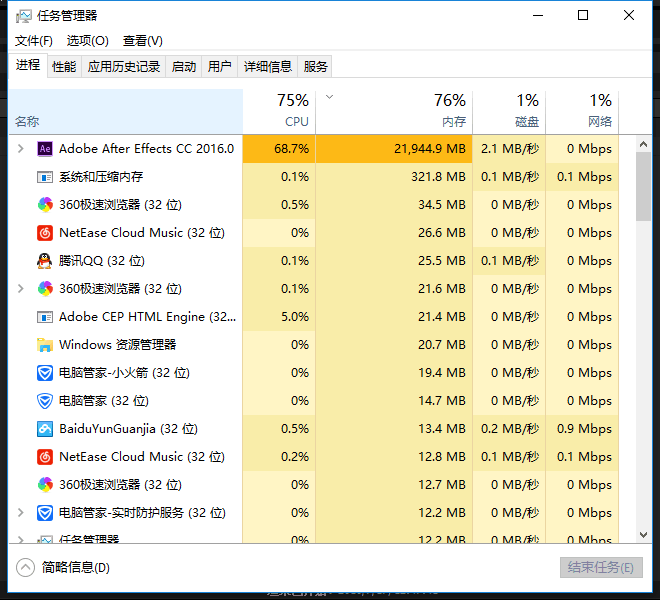 任务管理器
文件(F) 选项(O) 查看(V)
进程 性能 应用历史记录 启动 用户 详细信息 服务
75% 76% 1% 1%
名称 CPU 内存 磁盘 网络
Adobe After Effects CC 2016.0 68.7% 21,944.9 MB 2.1 MB/秒 0 Mbps
系统和压缩内存 0.1% 321.8 MB 0.1 MB/秒 0.1 Mbps
360极速浏览器 (32 位) 0.5% 34.5 MB 0 MB/秒 0 Mbps
NetEase Cloud Music (32 位) 0% 26.6 MB 0 MB/秒 0 Mbps
腾讯QQ (32 位) 0.1% 25.5 MB 0.1 MB/秒 0 Mbps
360极速浏览器 (32 位) 0.1% 21.6 MB 0 MB/秒 0 Mbps
Adobe CEP HTML Engine (32... 5.0% 21.4 MB 0 MB/秒 0 Mbps
Windows 资源管理器 0% 20.7 MB 0 MB/秒 0 Mbps
电脑管家-小火箭 (32 位) 0% 19.4 MB 0 MB/秒 0 Mbps
电脑管家 (32 位) 0% 14.7 MB 0 MB/秒 0 Mbps
BaiduYunGuanjia (32 位) 0.5% 13.4 MB 0.2 MB/秒 0.9 Mbps
NetEase Cloud Music (32 位) 0.2% 12.8 MB 0.1 MB/秒 0.1 Mbps
360极速浏览器 (32 位) 0% 12.7 MB 0 MB/秒 0 Mbps
电脑管家-实时防护服务 (32 位) 0% 12.2 MB 0 MB/秒 0 Mbps
任务管理器 0% 12.2 MB 0 MB/秒 0 Mbps
简略信息(D) 结束任务(E)